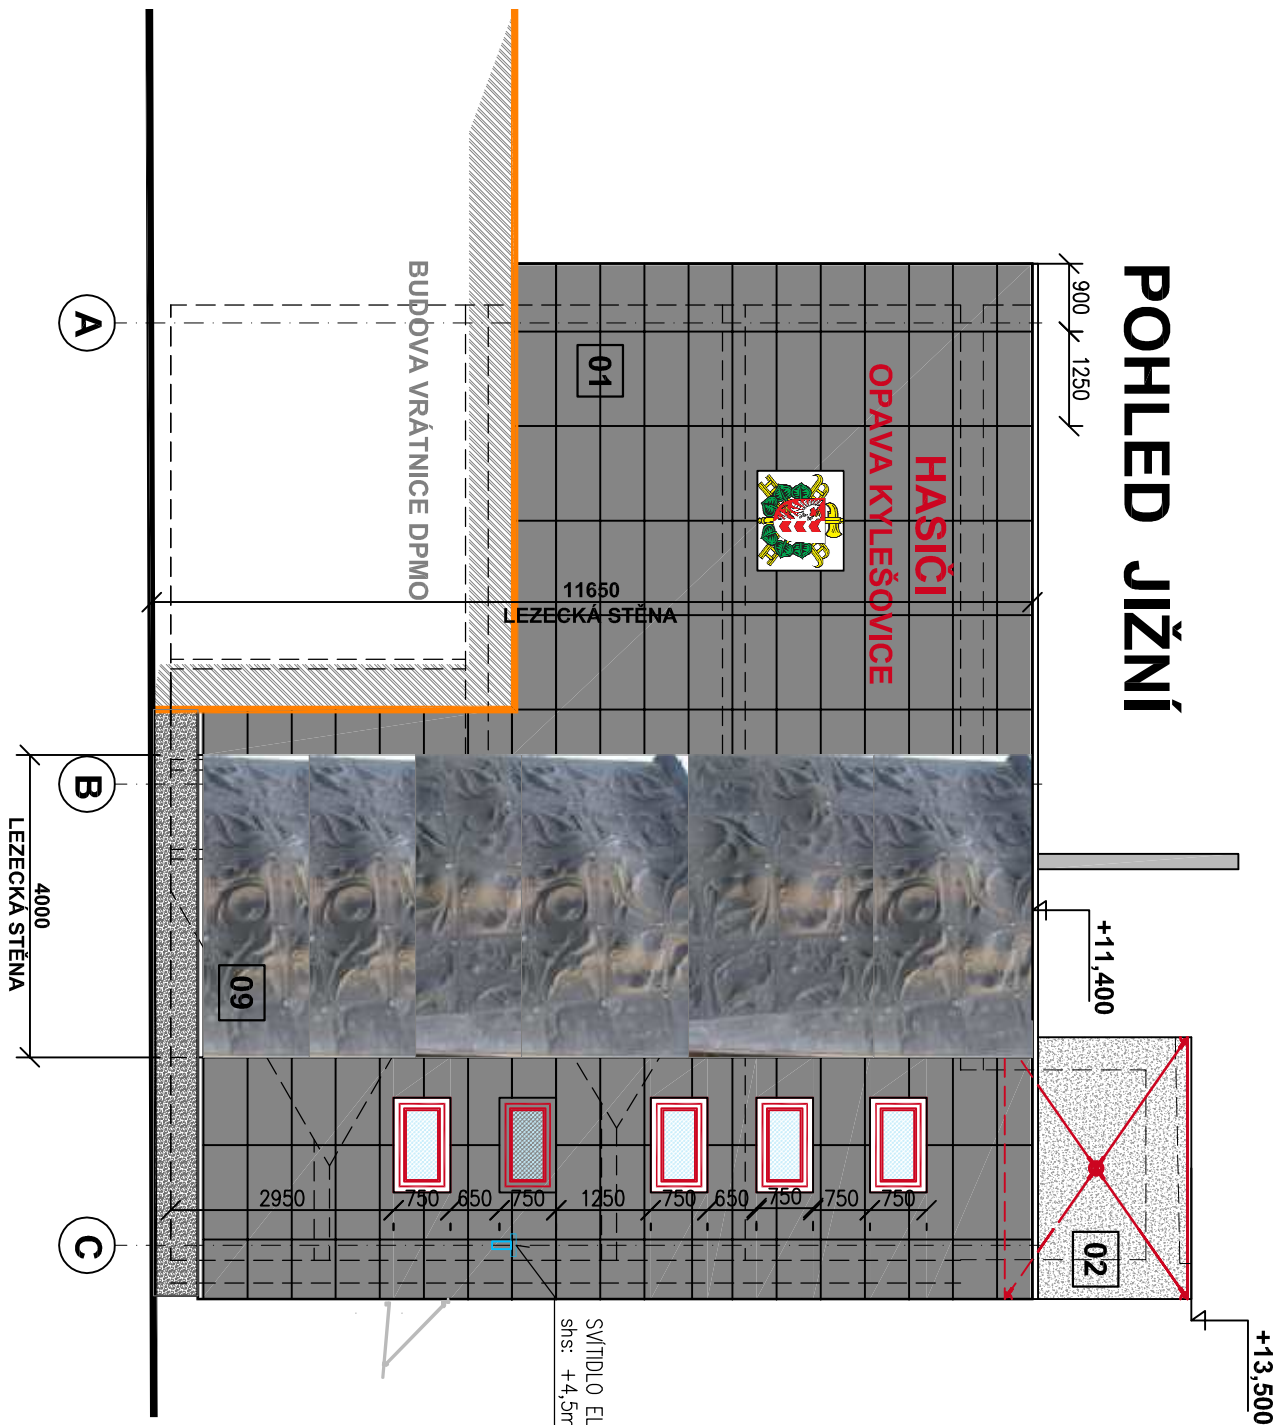 POHLED JIŽNÍ
+13,500
+11,400
900
1250
HASIČI
OPAVA KYLEŠOVICE
01
02
09
11650
LEZECKÁ STĚNA
BUDOVA VRÁTNICE DPMO
A
B
C
4000
LEZECKÁ STĚNA
2950
750
650
750
1250
750
650
750
750
750
SVÍTIDLO EL
shs: +4,5m